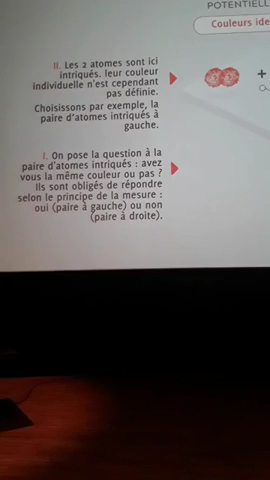 POTENTIELL
Couleurs ide
II. Les 2 atomes sont ici
intriqués. leur couleur
individuelle n'est cependant
pas définie.
Choisissons par exemple, la
paire d'atomes intriqués à
gauche.
+
Ou
I. On pose la question à la
paire d'atomes intriqués : avez
vous la même couleur ou pas ?
Ils sont obligés de répondre
selon le principe de la mesure :
oui (paire à gauche) ou non
(paire à droite).